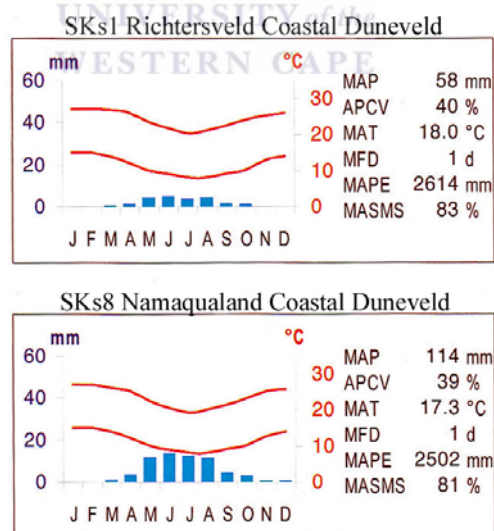 UNIVERSITY of the
WESTERN CAPE
SKs1 Richtersveld Coastal Duneveld
mm °C
60
40
20
0
30
20
10
0
J F M A M J J A S O N D
MAP 58 mm
APCV 40 %
MAT 18.0 °C
MFD 1 d
MAPE 2614 mm
MASMS 83 %
SKs8 Namaqualand Coastal Duneveld
mm °C
60
40
20
0
30
20
10
0
J F M A M J J A S O N D
MAP 114 mm
APCV 39 %
MAT 17.3 °C
MFD 1 d
MAPE 2502 mm
MASMS 81 %